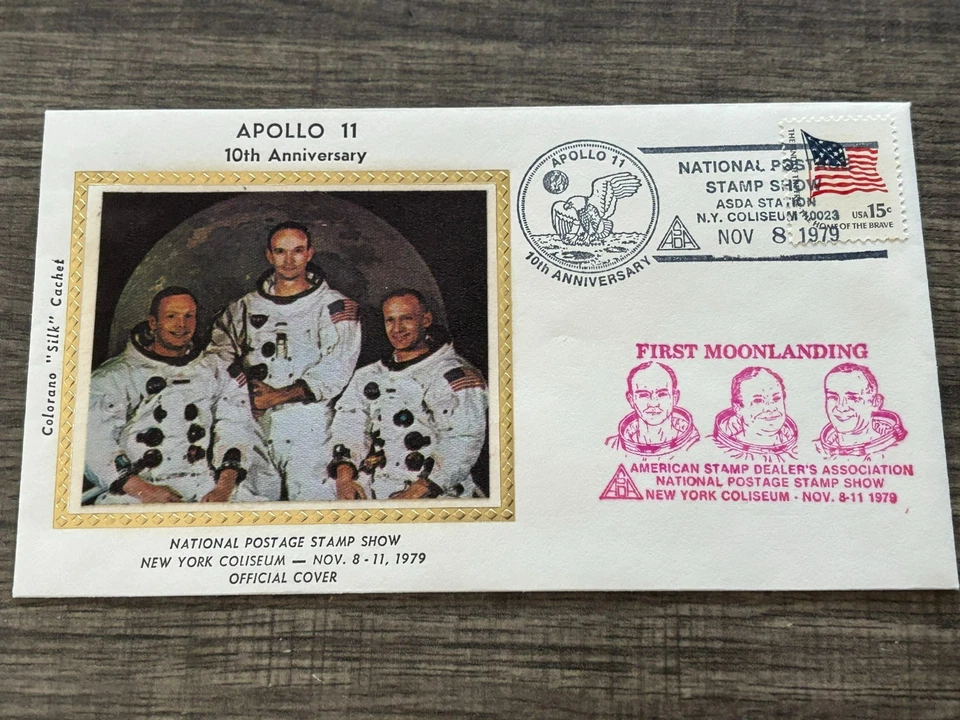 APOLLO 11
10th Anniversary
Colorano "Silk" Cachet
NATIONAL POSTAGE STAMP SHOW
NEW YORK COLISEUM — NOV. 8 - 11, 1979
OFFICIAL COVER
APOLLO 11
10th ANNIVERSARY
NATIONAL POSTAGE
STAMP SHOW
ASDA STATION
N.Y. COLISEUM 10023
NOV 8 1979
USA 15c
HOME OF THE BRAVE
FIRST MOONLANDING
AMERICAN STAMP DEALER'S ASSOCIATION
NATIONAL POSTAGE STAMP SHOW
NEW YORK COLISEUM - NOV. 8-11 1979